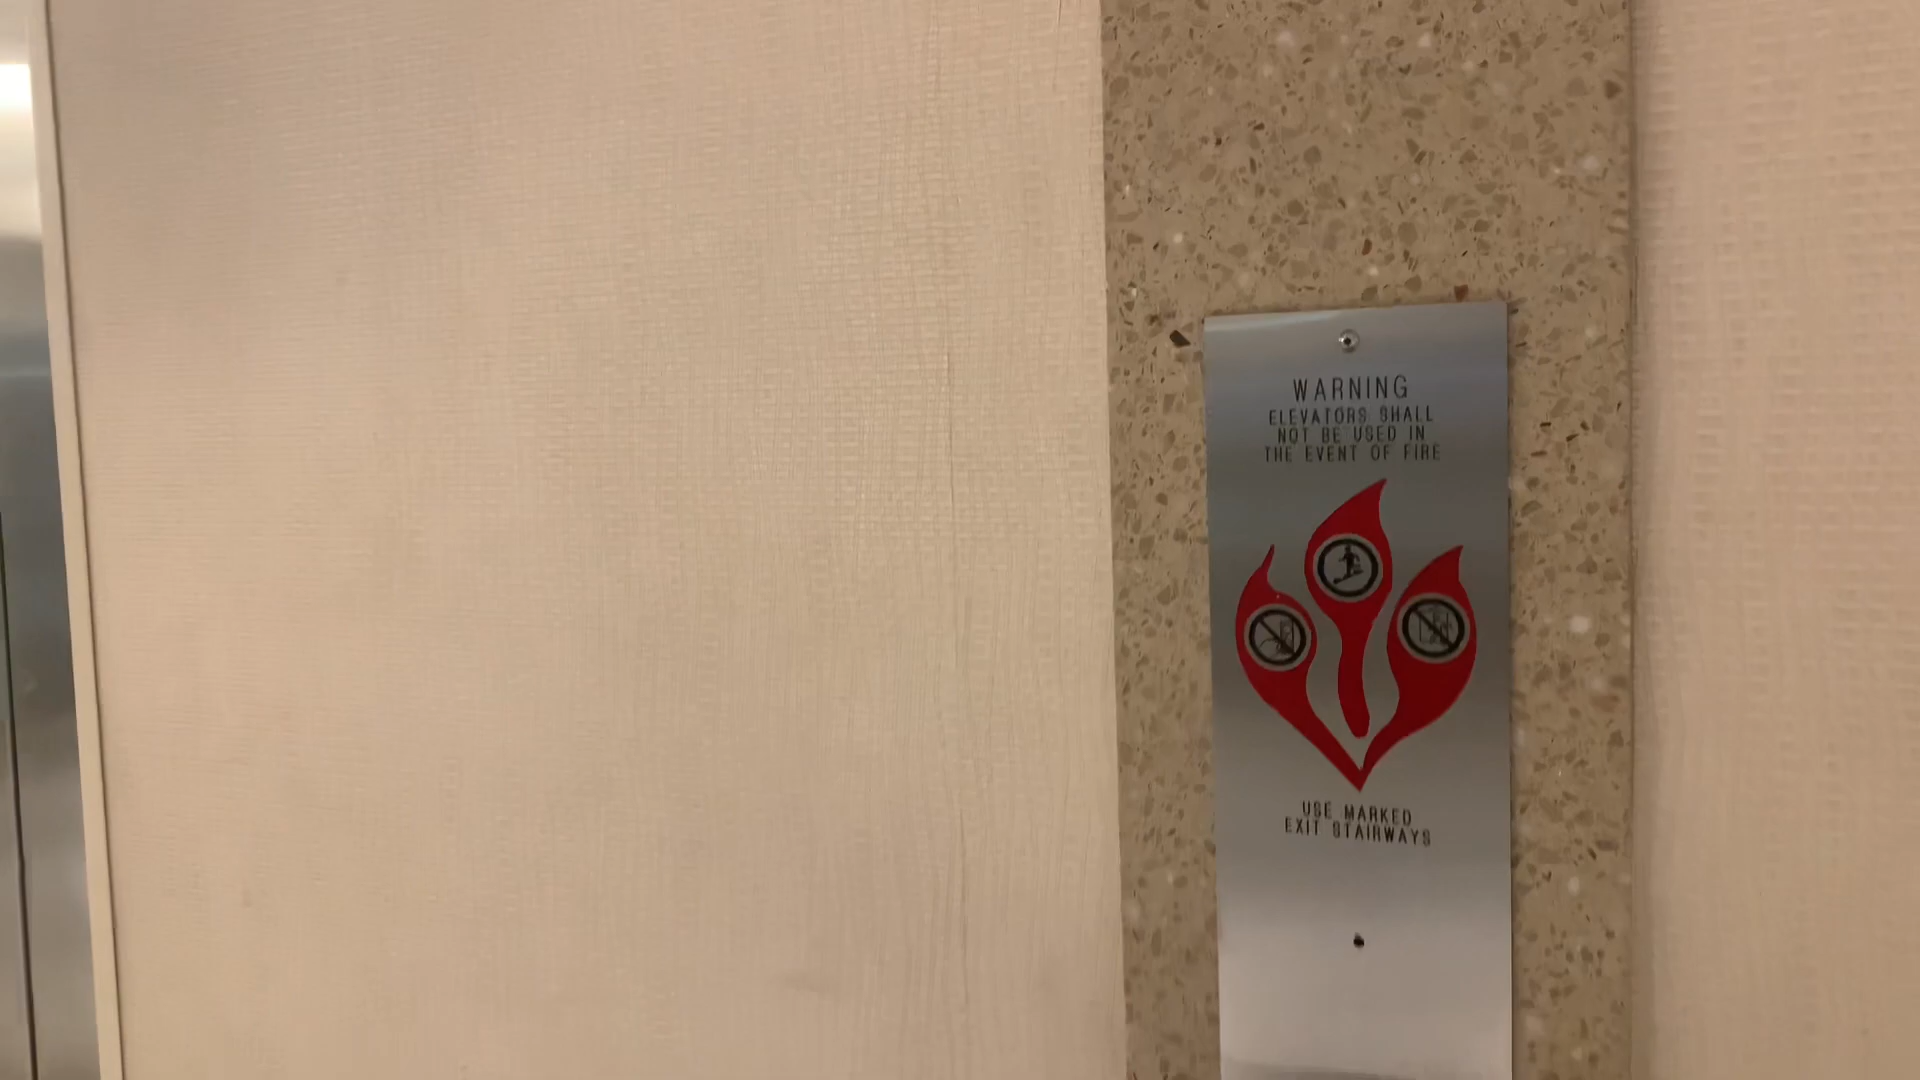 WARNING
ELEVATORS SHALL
NOT BE USED IN
THE EVENT OF FIRE
USE MARKED
EXIT STAIRWAYS